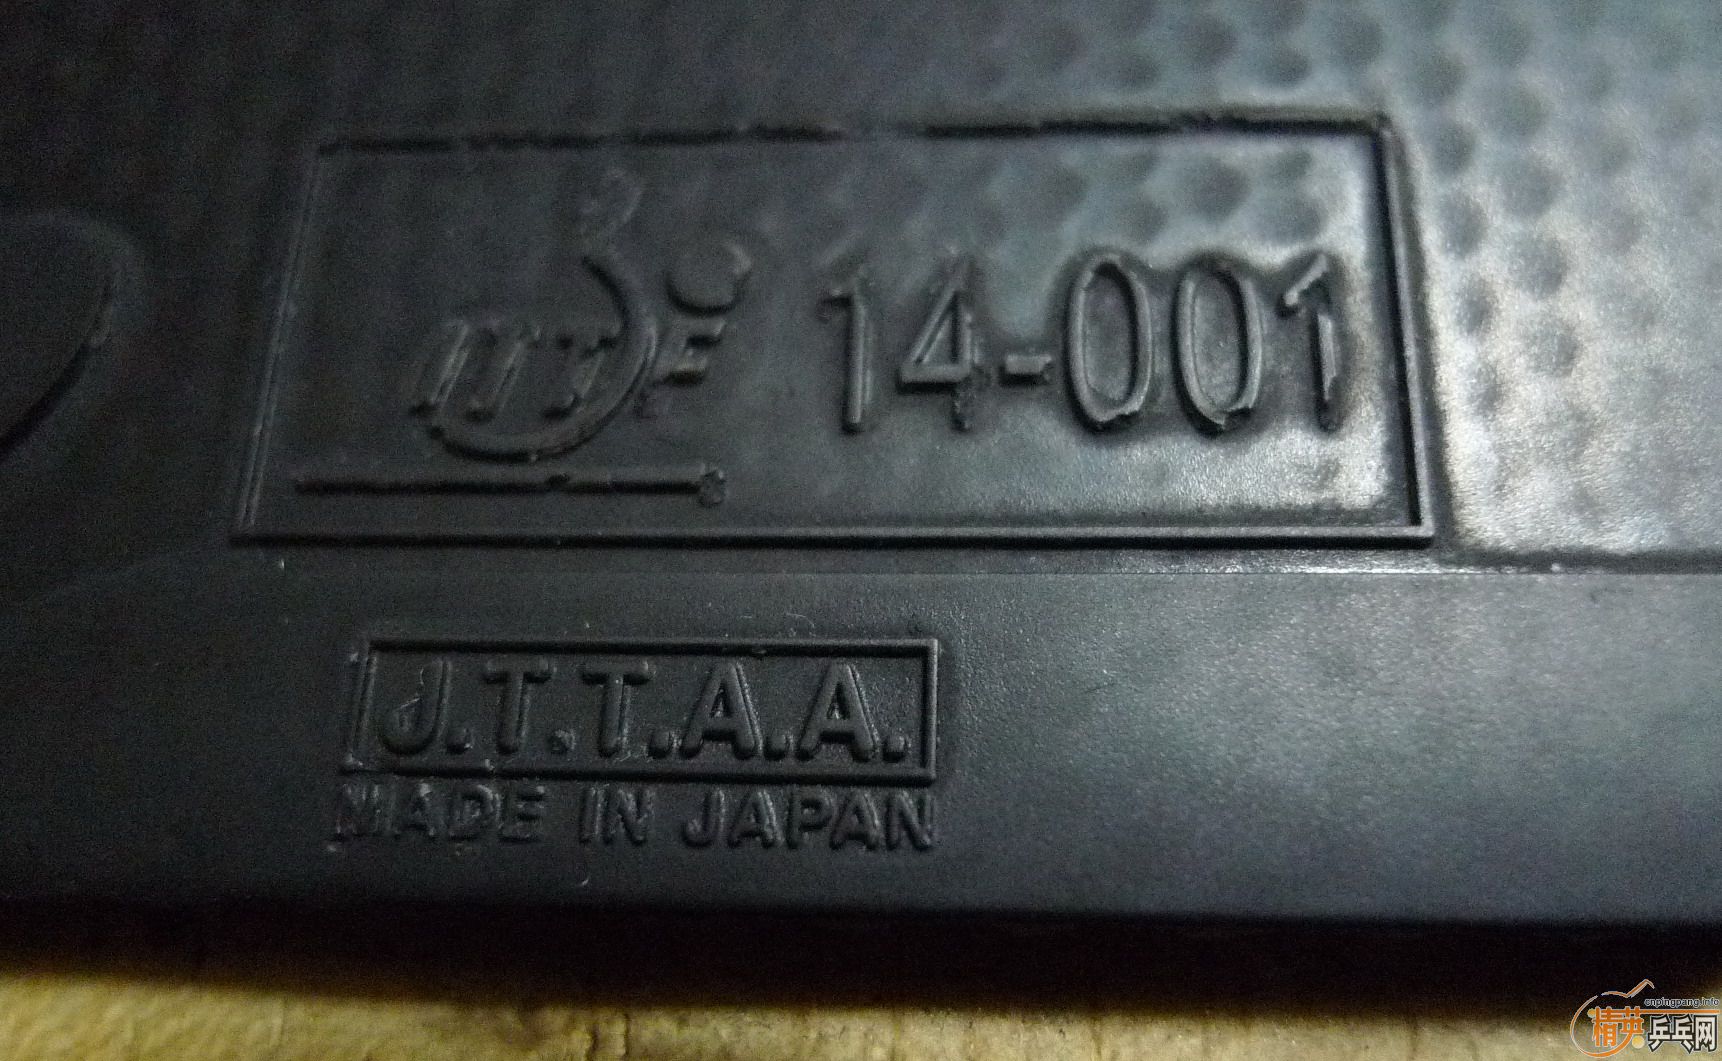 ITTF 14-001
J.T.T.A.A.
MADE IN JAPAN
cnpingpang.info
精英乒乓网